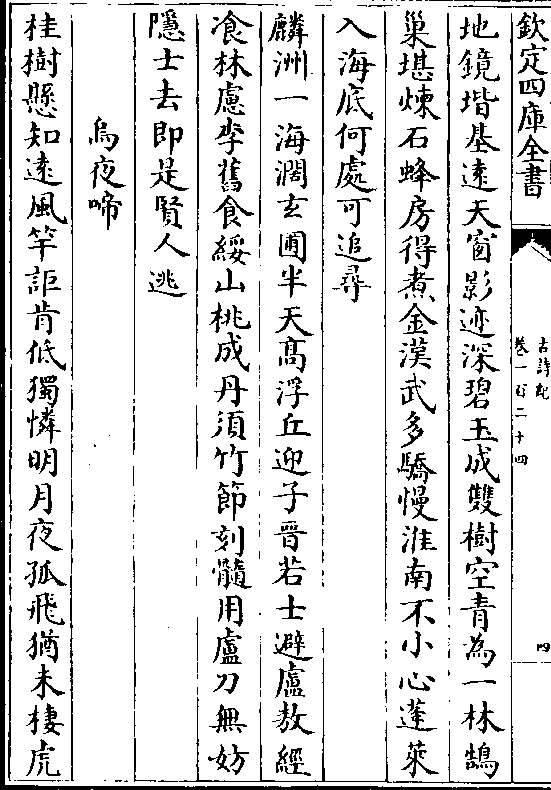 欽定四庫全書
古詩紀
卷一百二十四
四
地鏡堦基逺天窗影迹深碧玉成雙樹空青為一林鵠
巢堪煉石蜂房得煮金漢武多驕慢淮南不小心蓬萊
入海底何處可追尋
麟洲一海濶玄圃半天髙浮丘迎子晉若士避盧敖經
飡林慮李舊食綏山桃成丹須竹節刻髓用盧刀無妨
隱士去即是賢人逃
烏夜啼
桂樹懸知逺風竿詎肯低獨憐明月夜孤飛猶未棲虎